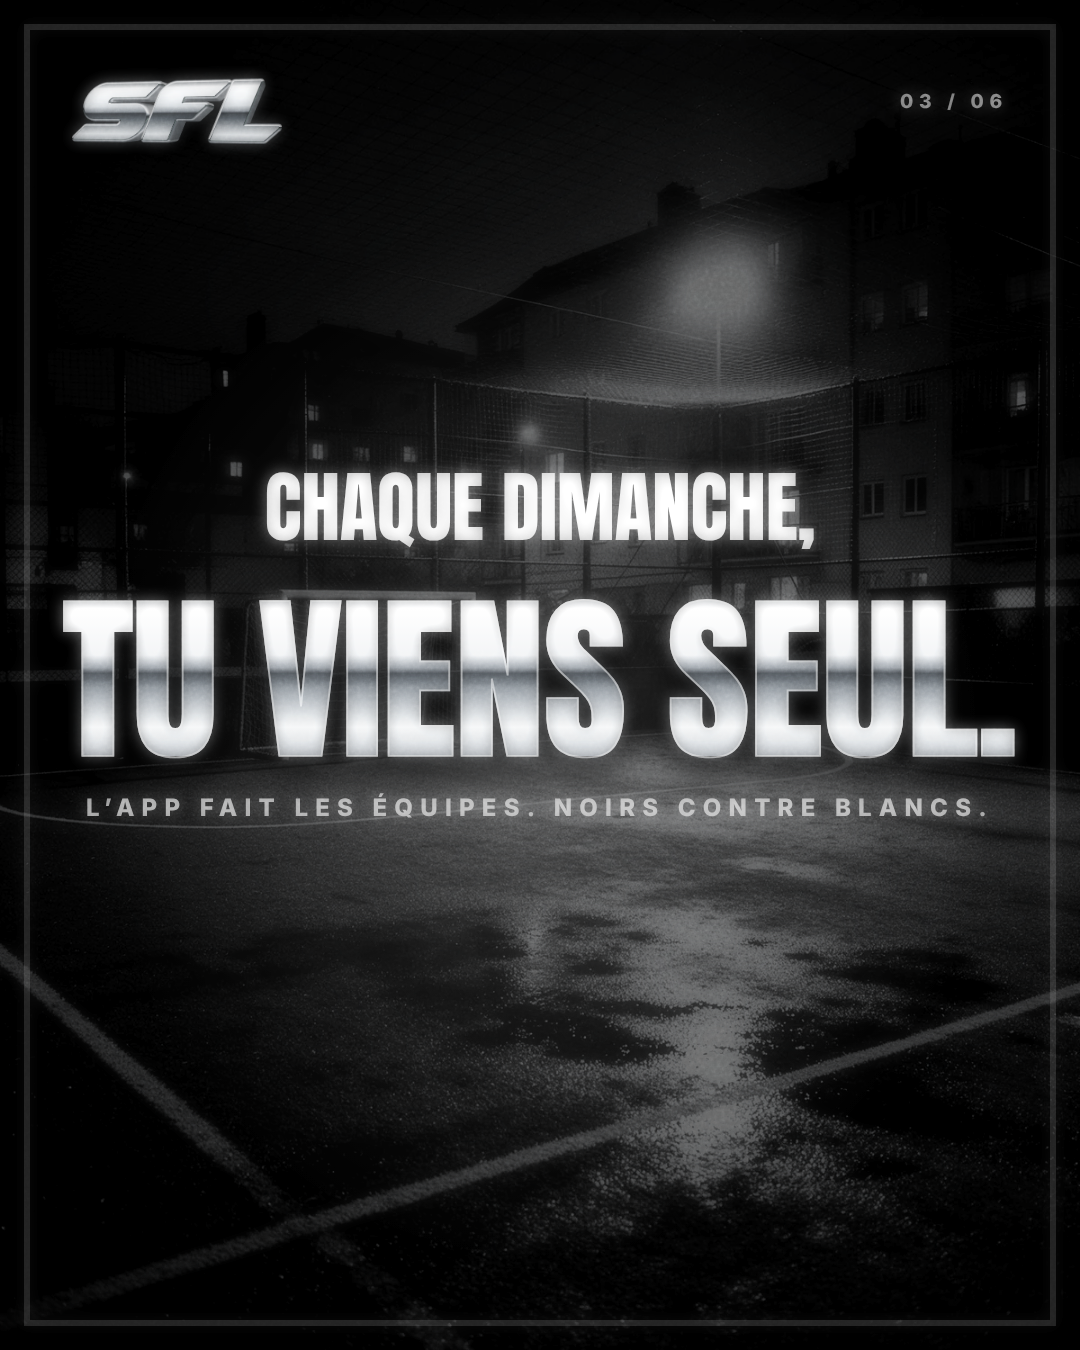 SFL
03 / 06
CHAQUE DIMANCHE,
TU VIENS SEUL.
L'APP FAIT LES ÉQUIPES. NOIRS CONTRE BLANCS.